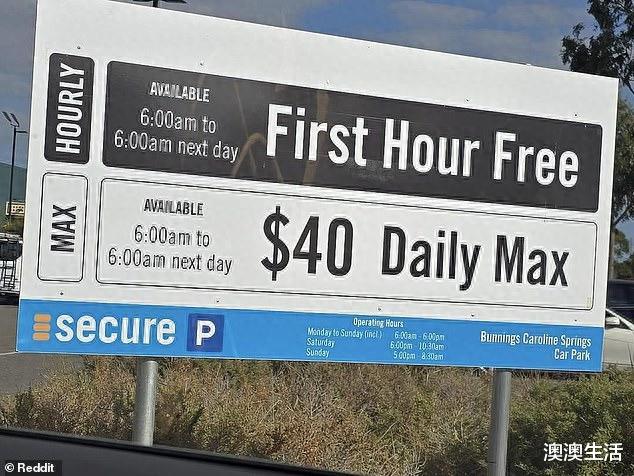 HOURLY
AVAILABLE
6:00am to
6:00am next day
First Hour Free
MAX
AVAILABLE
6:00am to
6:00am next day
$40 Daily Max
secure P
Operating Hours
Monday to Sunday (incl.) 6:00am - 6:00pm
Saturday 6:00pm - 10:30am
Sunday 5:00pm - 8:30am
Bunnings Caroline Springs
Car Park
© Reddit
澳澳生活